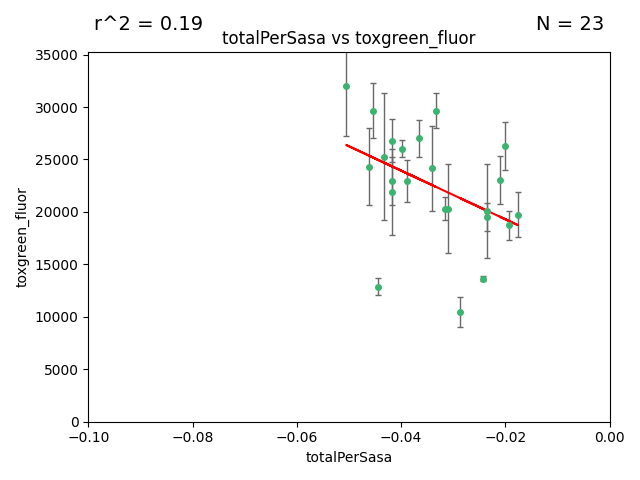 r^2 = 0.19
N = 23
totalPerSasa vs toxgreen_fluor
35000
30000
25000
20000
15000
10000
5000
0
toxgreen_fluor
−0.10
−0.08
−0.06
−0.04
−0.02
0.00
totalPerSasa